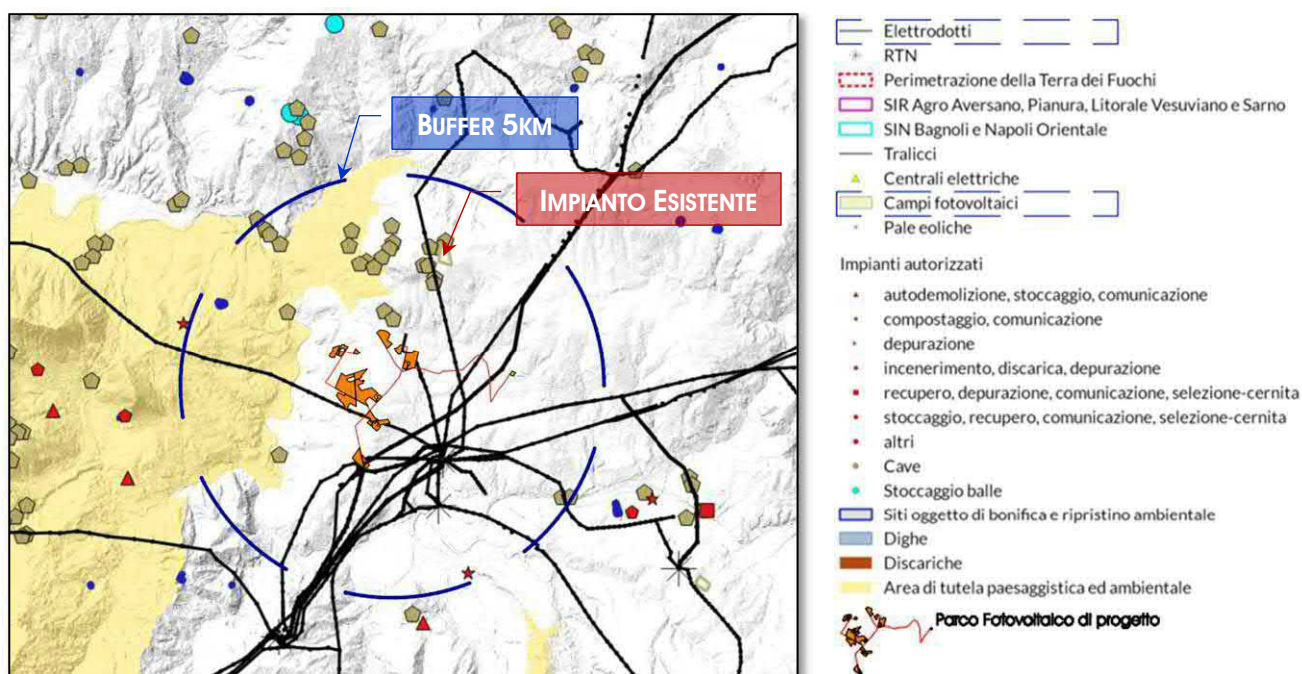 BUFFER 5KM
IMPIANTO ESISTENTE
Elettrodotti
RTN
Perimetrazione della Terra dei Fuochi
SIR Agro Aversano, Pianura, Litorale Vesuviano e Sarno
SIN Bagnoli e Napoli Orientale
Tralicci
Centrali elettriche
Campi fotovoltaici
Pale eoliche
Impianti autorizzati
autodemolizione, stoccaggio, comunicazione
compostaggio, comunicazione
depurazione
incenerimento, discarica, depurazione
recupero, depurazione, comunicazione, selezione-cernita
stoccaggio, recupero, comunicazione, selezione-cernita
altri
Cave
Stoccaggio balle
Siti oggetto di bonifica e ripristino ambientale
Dighe
Discariche
Area di tutela paesaggistica ed ambientale
Parco Fotovoltaico di progetto